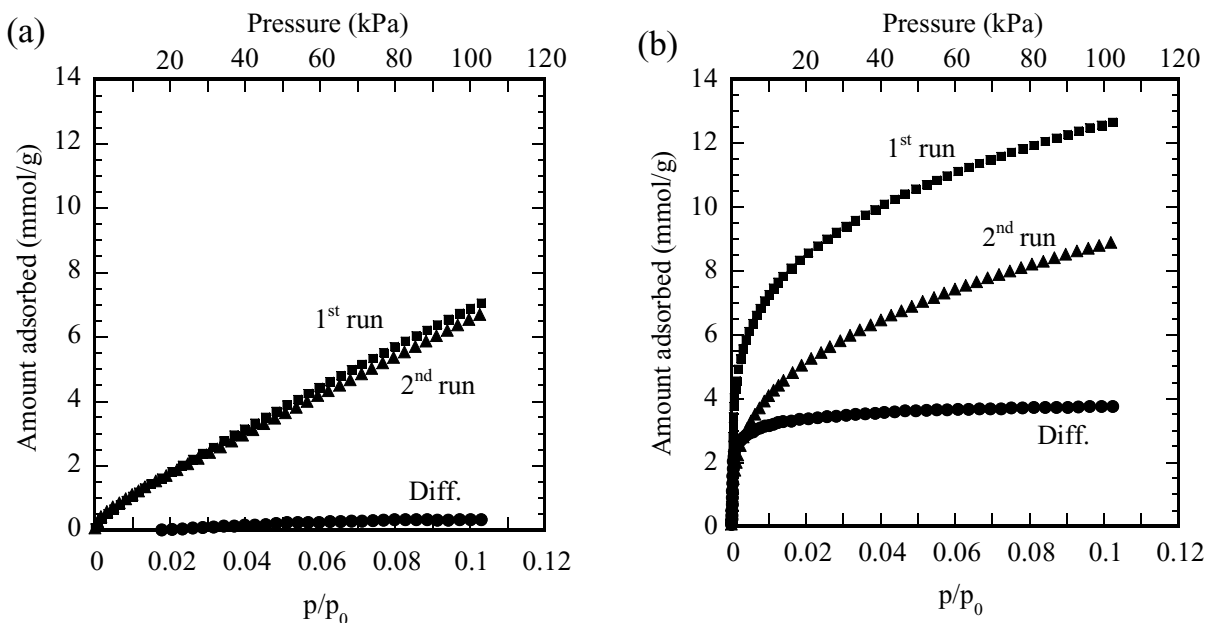 (a)
Pressure (kPa)
0 20 40 60 80 100 120
14
12
10
8
6
4
2
0
Amount adsorbed (mmol/g)
1st run
2nd run
Diff.
0 0.02 0.04 0.06 0.08 0.1 0.12
p/p0
(b)
Pressure (kPa)
20 40 60 80 100 120
14
12
10
8
6
4
2
0
Amount adsorbed (mmol/g)
1st run
2nd run
Diff.
0 0.02 0.04 0.06 0.08 0.1 0.12
p/p0